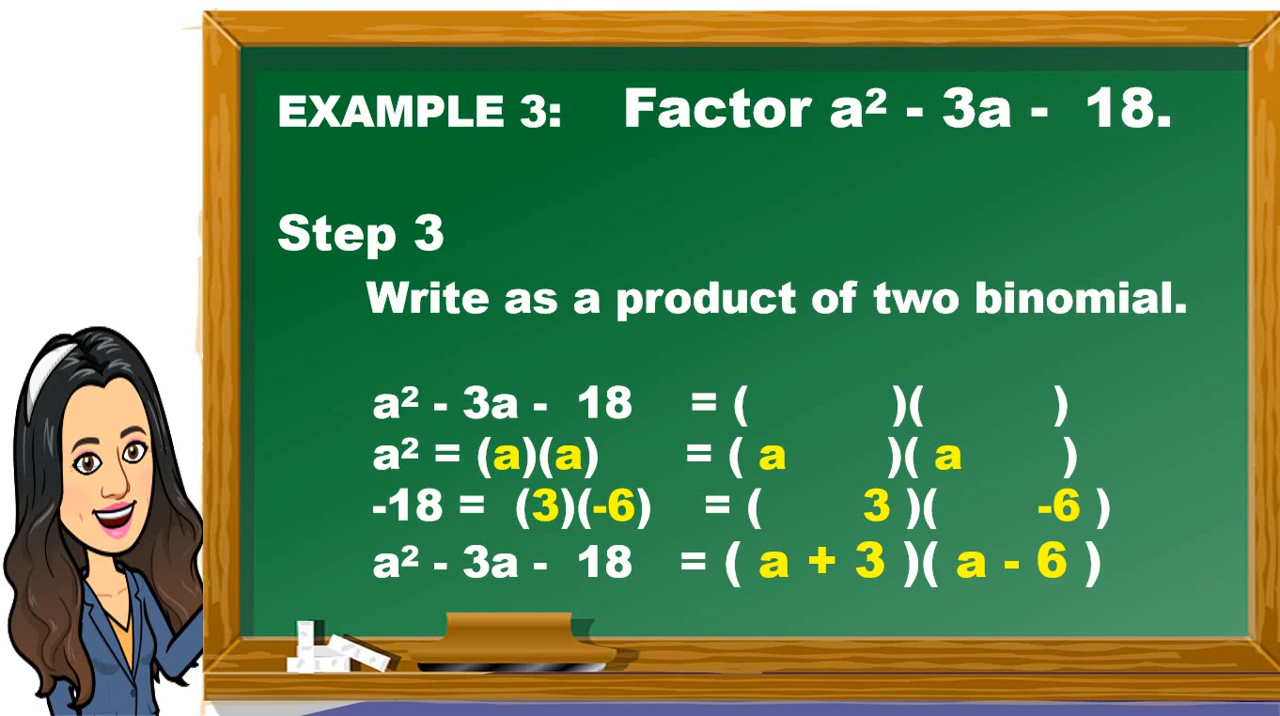 EXAMPLE 3: Factor a² - 3a - 18.
Step 3
Write as a product of two binomial.
a² - 3a - 18 = ( )( )
a² = (a)(a) = ( a )( a )
-18 = (3)(-6) = ( 3 )( -6 )
a² - 3a - 18 = ( a + 3 )( a - 6 )